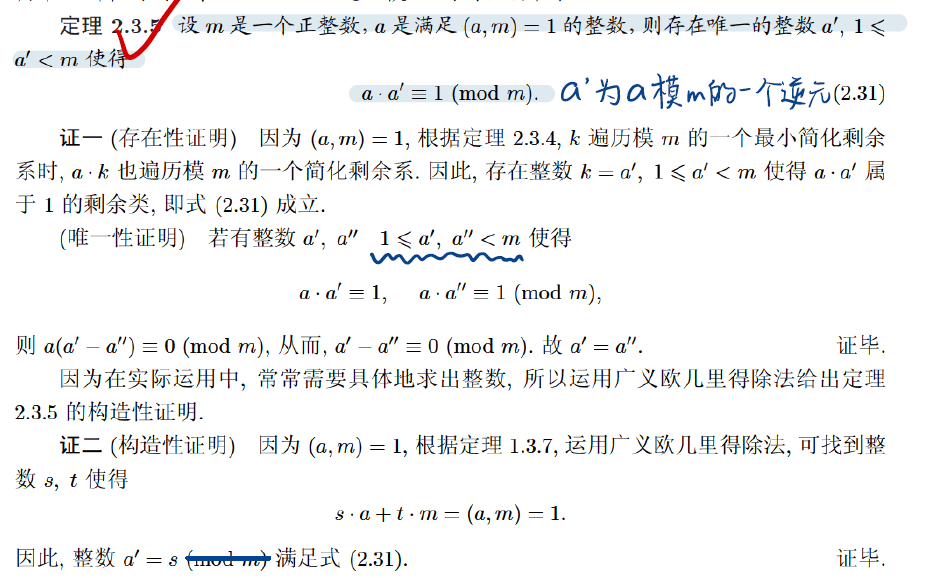 定理 2.3.5 设 m 是一个正整数, a 是满足 (a, m) = 1 的整数, 则存在唯一的整数 a′, 1 ⩽
a′ < m 使得
a · a′ ≡ 1 (mod m). a′为a模m的一个逆元 (2.31)
证一 (存在性证明) 因为 (a, m) = 1, 根据定理 2.3.4, k 遍历模 m 的一个最小简化剩余
系时, a · k 也遍历模 m 的一个简化剩余系. 因此, 存在整数 k = a′, 1 ⩽ a′ < m 使得 a · a′ 属
于 1 的剩余类, 即式 (2.31) 成立.
(唯一性证明) 若有整数 a′, a″ 1 ⩽ a′, a″ < m 使得
a · a′ ≡ 1, a · a″ ≡ 1 (mod m),
则 a(a′ − a″) ≡ 0 (mod m), 从而, a′ − a″ ≡ 0 (mod m). 故 a′ = a″. 证毕.
因为在实际运用中, 常常需要具体地求出整数, 所以运用广义欧几里得除法给出定理
2.3.5 的构造性证明.
证二 (构造性证明) 因为 (a, m) = 1, 根据定理 1.3.7, 运用广义欧几里得除法, 可找到整
数 s, t 使得
s · a + t · m = (a, m) = 1.
因此, 整数 a′ = s (mod m) 满足式 (2.31). 证毕.